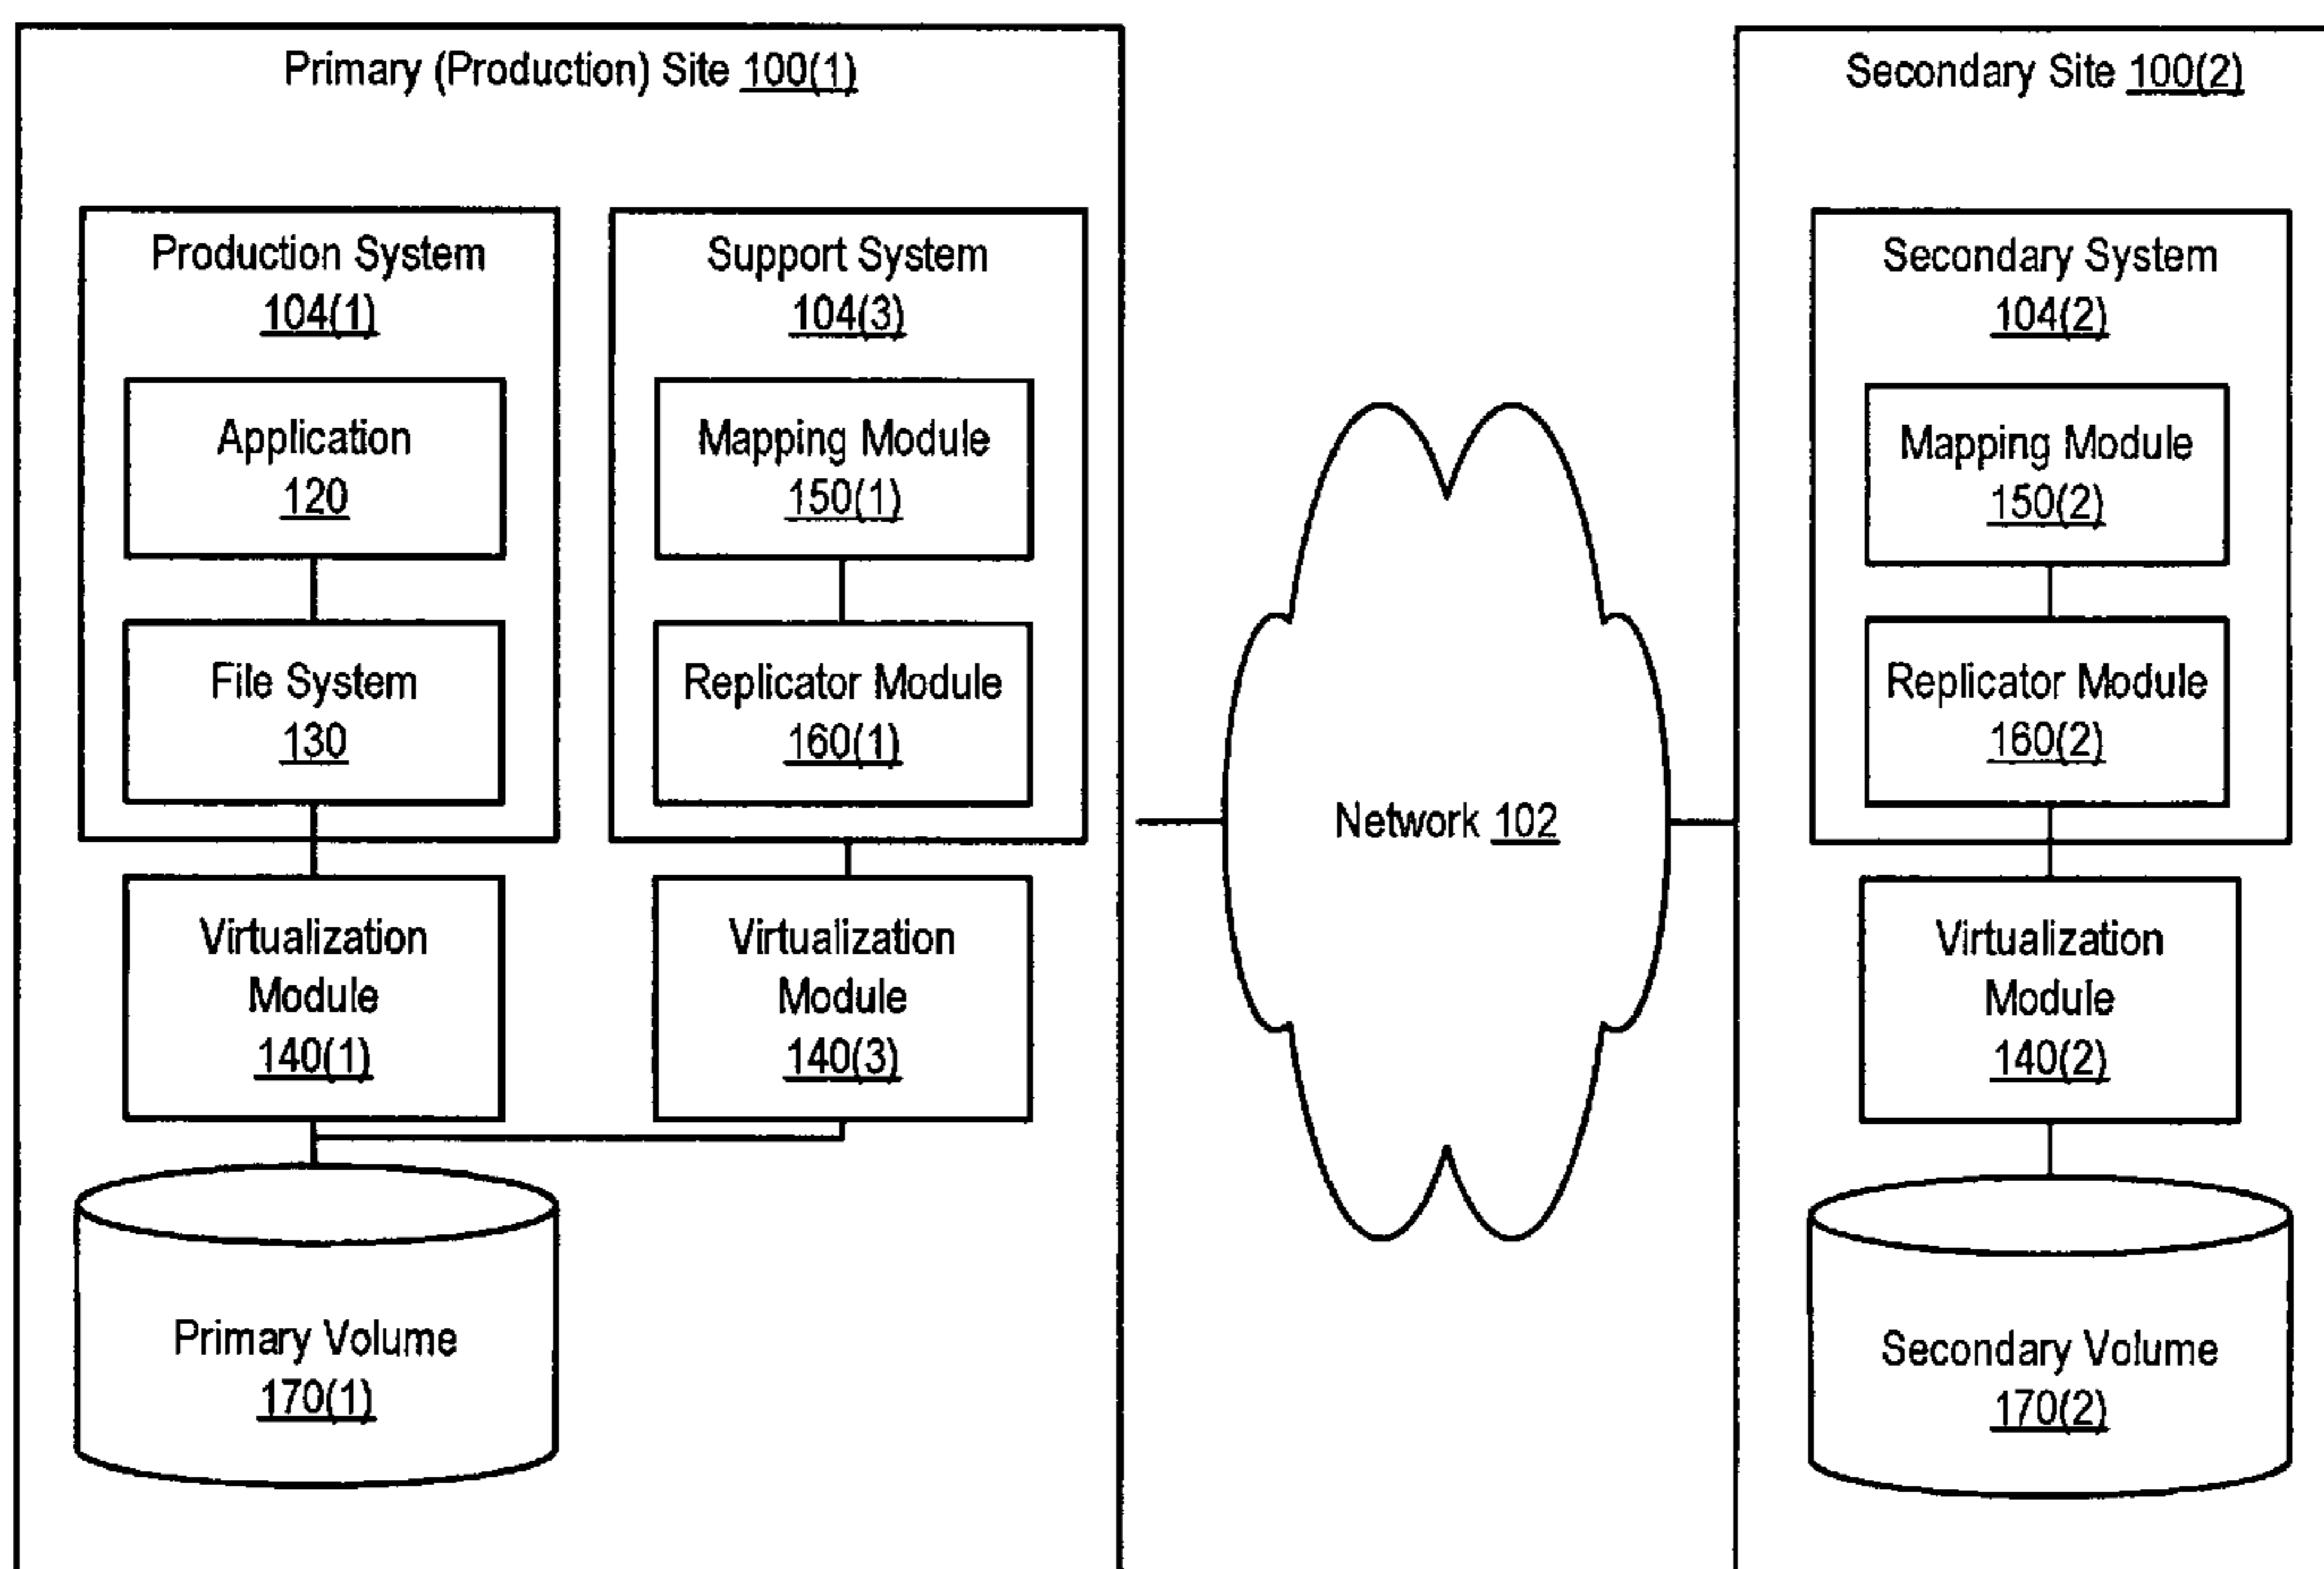 Primary (Production) Site 100(1)
Production System
104(1)
Application
120
File System
130
Virtualization
Module
140(1)
Primary Volume
170(1)
Support System
104(3)
Mapping Module
150(1)
Replicator Module
160(1)
Virtualization
Module
140(3)
Network 102
Secondary Site 100(2)
Secondary System
104(2)
Mapping Module
150(2)
Replicator Module
160(2)
Virtualization
Module
140(2)
Secondary Volume
170(2)